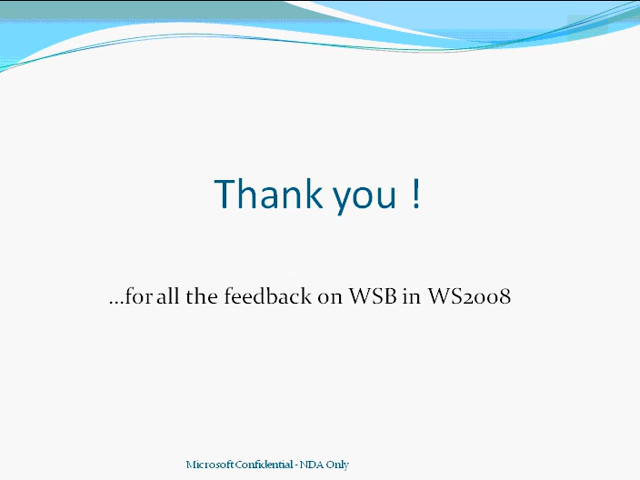 Thank you !
...for all the feedback on WSB in WS2008
Microsoft Confidential - NDA Only